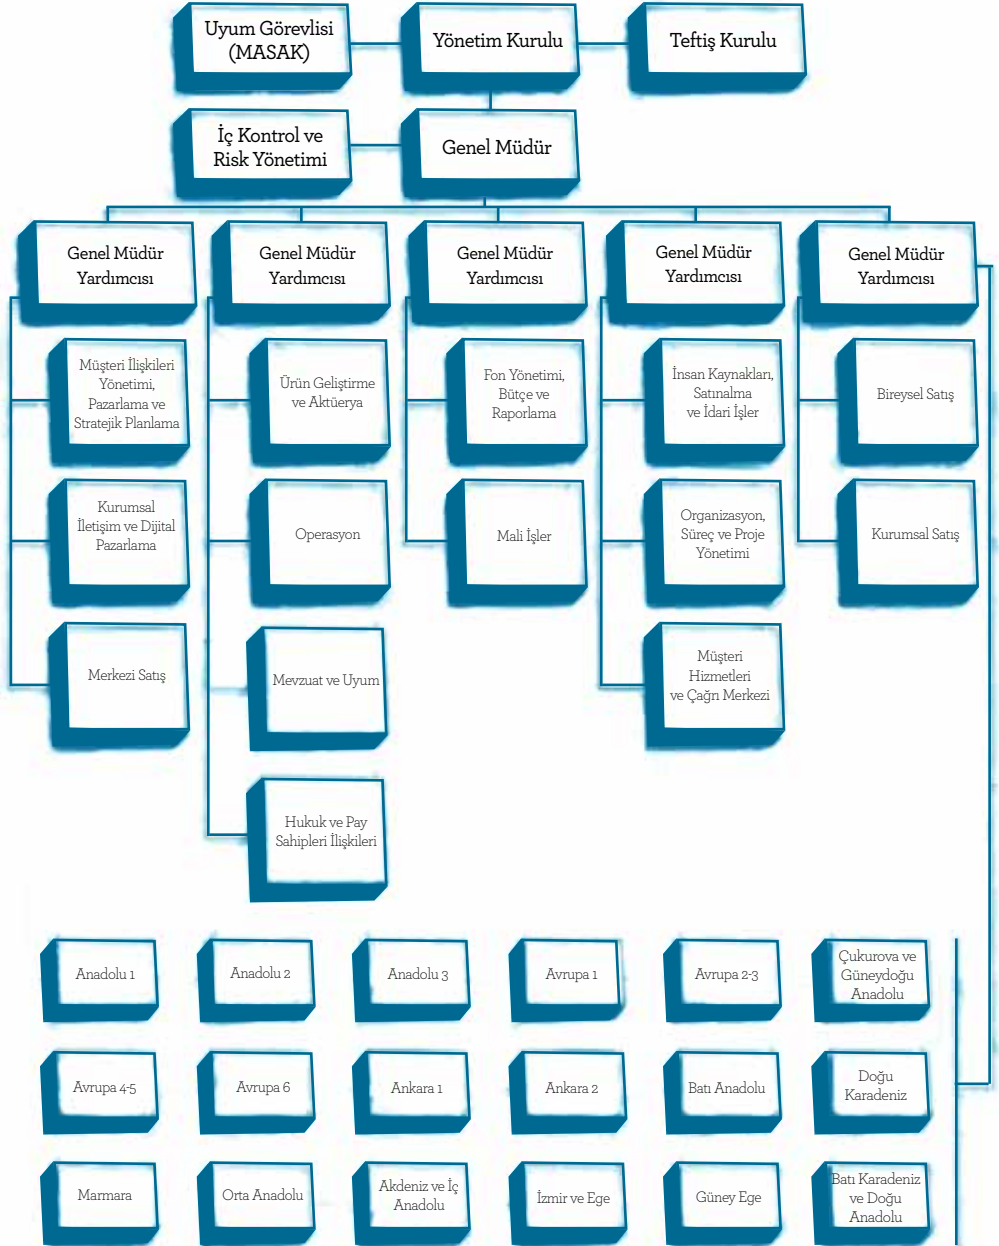 Uyum Görevlisi
(MASAK)
Yönetim Kurulu
Teftiş Kurulu
İç Kontrol ve
Risk Yönetimi
Genel Müdür
Genel Müdür
Yardımcısı
Genel Müdür
Yardımcısı
Genel Müdür
Yardımcısı
Genel Müdür
Yardımcısı
Genel Müdür
Yardımcısı
Müşteri İlişkileri
Yönetimi,
Pazarlama ve
Stratejik Planlama
Ürün Geliştirme
ve Aktüerya
Fon Yönetimi,
Bütçe ve
Raporlama
İnsan Kaynakları,
Satınalma
ve İdari İşler
Bireysel Satış
Kurumsal
İletişim ve Dijital
Pazarlama
Operasyon
Mali İşler
Organizasyon,
Süreç ve Proje
Yönetimi
Kurumsal Satış
Merkezi Satış
Mevzuat ve Uyum
Müşteri
Hizmetleri
ve Çağrı Merkezi
Hukuk ve Pay
Sahipleri İlişkileri
Anadolu 1
Anadolu 2
Anadolu 3
Avrupa 1
Avrupa 2-3
Çukurova ve
Güneydoğu
Anadolu
Avrupa 4-5
Avrupa 6
Ankara 1
Ankara 2
Batı Anadolu
Doğu
Karadeniz
Marmara
Orta Anadolu
Akdeniz ve İç
Anadolu
İzmir ve Ege
Güney Ege
Batı Karadeniz
ve Doğu
Anadolu